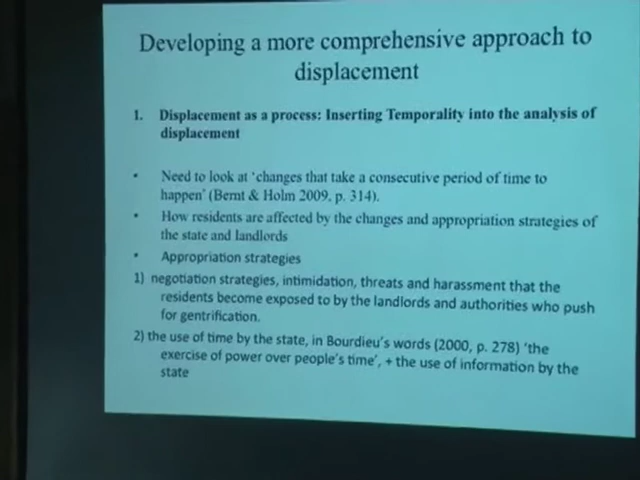 Developing a more comprehensive approach to
displacement
1. Displacement as a process: Inserting Temporality into the analysis of
displacement
• Need to look at 'changes that take a consecutive period of time to
happen' (Bernt & Holm 2009, p. 314).
• How residents are affected by the changes and appropriation strategies of
the state and landlords
• Appropriation strategies
1) negotiation strategies, intimidation, threats and harassment that the
residents become exposed to by the landlords and authorities who push
for gentrification.
2) the use of time by the state, in Bourdieu's words (2000, p. 278) 'the
exercise of power over people's time', + the use of information by the
state